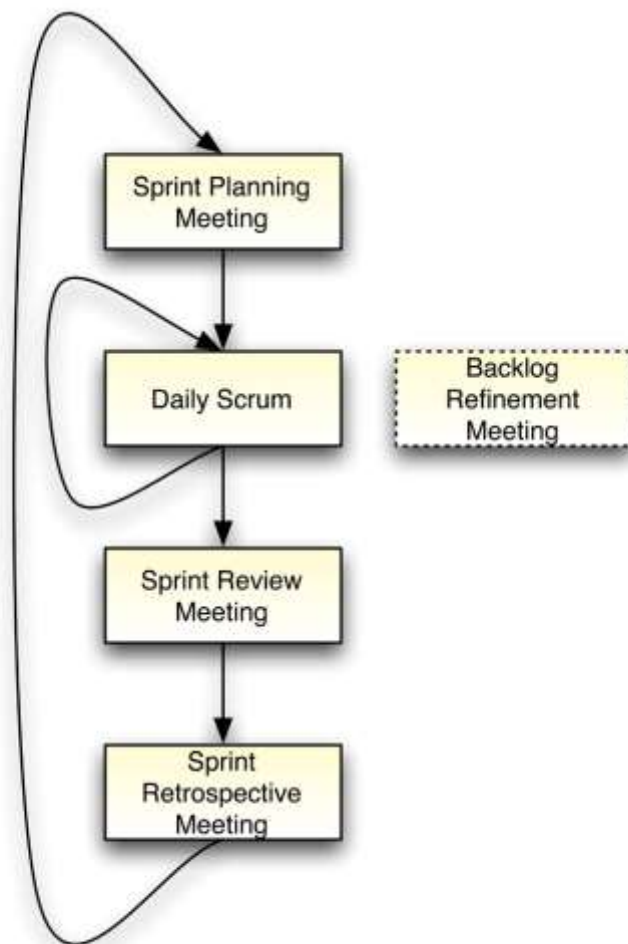 Sprint Planning
Meeting
Daily Scrum
Backlog
Refinement
Meeting
Sprint Review
Meeting
Sprint
Retrospective
Meeting